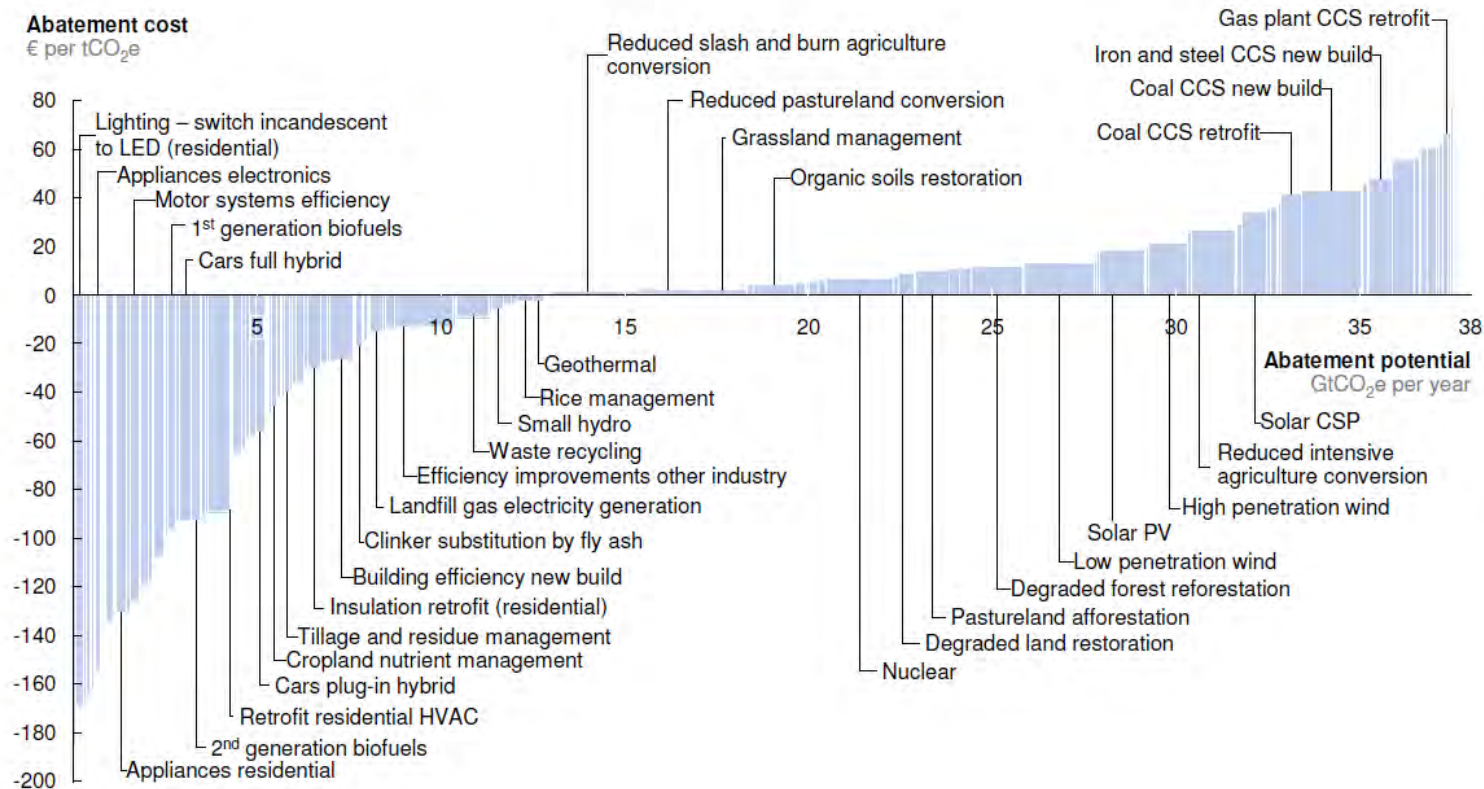 Abatement cost
€ per tCO2e
80
60
40
20
0
-20
-40
-60
-80
-100
-120
-140
-160
-180
-200
Lighting – switch incandescent
to LED (residential)
Appliances electronics
Motor systems efficiency
1st generation biofuels
Cars full hybrid
Reduced slash and burn agriculture
conversion
Reduced pastureland conversion
Grassland management
Organic soils restoration
Gas plant CCS retrofit
Iron and steel CCS new build
Coal CCS new build
Coal CCS retrofit
5
10
15
20
25
30
35
38
Abatement potential
GtCO2e per year
Geothermal
Rice management
Small hydro
Waste recycling
Efficiency improvements other industry
Landfill gas electricity generation
Clinker substitution by fly ash
Building efficiency new build
Insulation retrofit (residential)
Tillage and residue management
Cropland nutrient management
Cars plug-in hybrid
Retrofit residential HVAC
2nd generation biofuels
Appliances residential
Solar CSP
Reduced intensive
agriculture conversion
High penetration wind
Solar PV
Low penetration wind
Degraded forest reforestation
Pastureland afforestation
Degraded land restoration
Nuclear